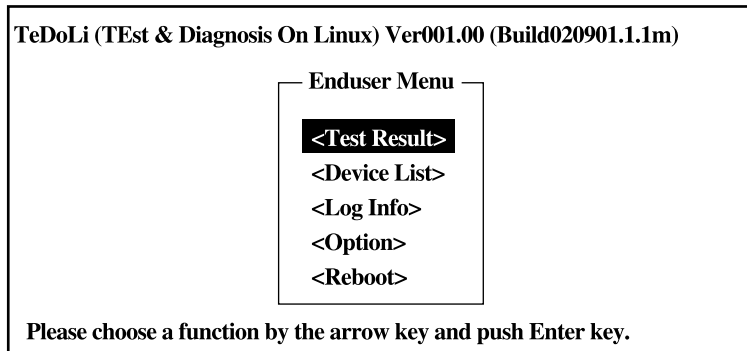 TeDoLi (TEst & Diagnosis On Linux) Ver001.00 (Build020901.1.1m)
Enduser Menu
<Test Result>
<Device List>
<Log Info>
<Option>
<Reboot>
Please choose a function by the arrow key and push Enter key.